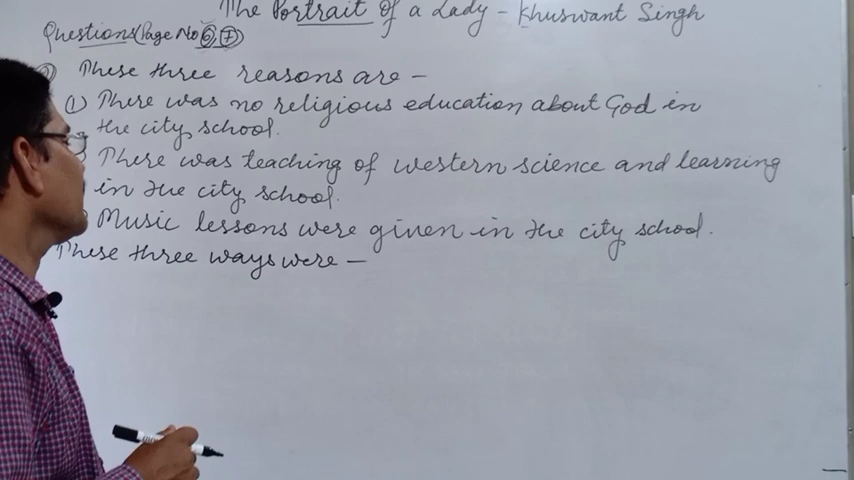 The Portrait of a Lady - Khuswant Singh
Questions (Page No 6, 7)
These three reasons are -
(1) There was no religious education about God in
the city school.
There was teaching of western science and learning
in the city school.
Music lessons were given in the city school.
These three ways were -